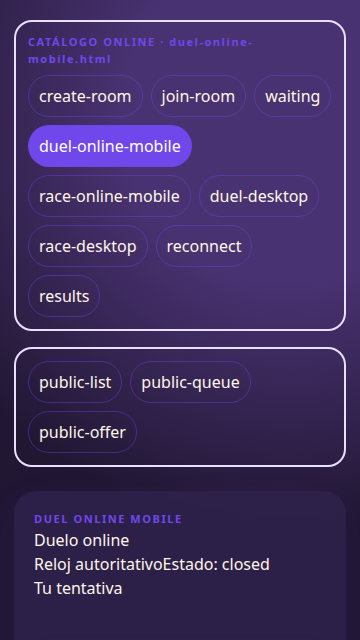 CATÁLOGO ONLINE · duel-online-
mobile.html
create-room join-room waiting
duel-online-mobile
race-online-mobile duel-desktop
race-desktop reconnect
results
public-list public-queue
public-offer
DUEL ONLINE MOBILE
Duelo online
Reloj autoritativoEstado: closed
Tu tentativa